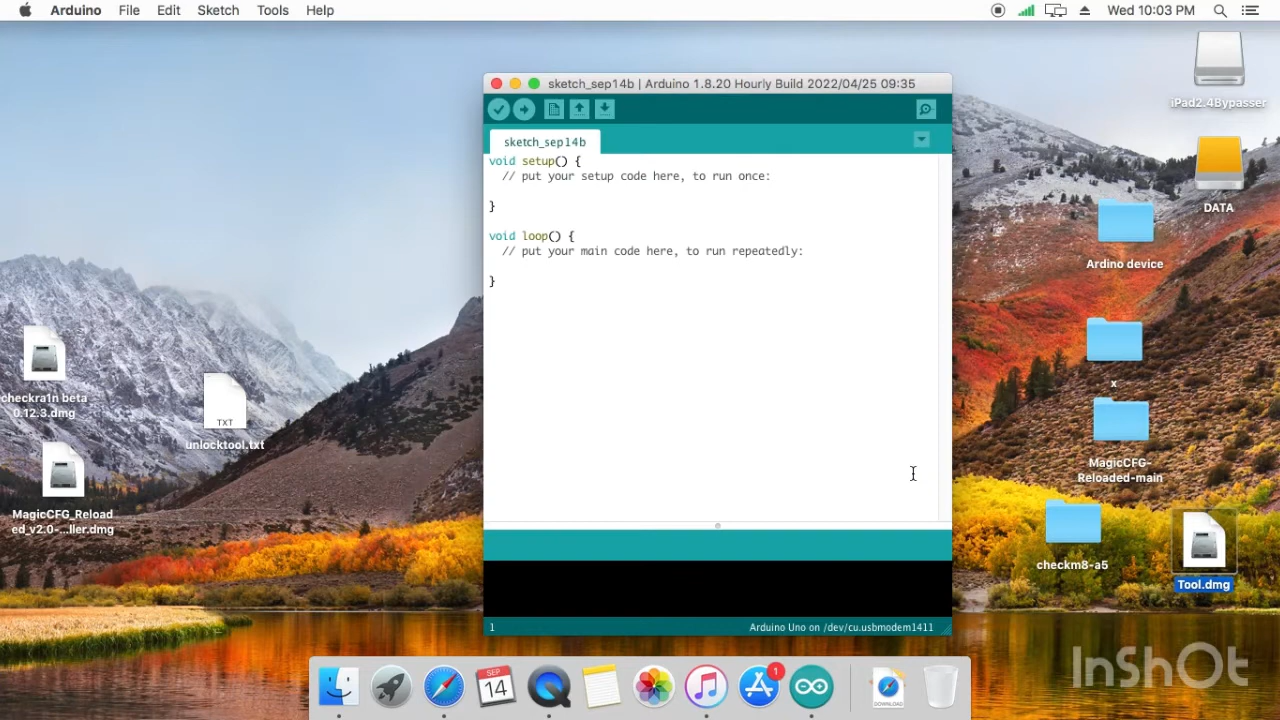 Arduino File Edit Sketch Tools Help Wed 10:03 PM
sketch_sep14b | Arduino 1.8.20 Hourly Build 2022/04/25 09:35
sketch_sep14b
void setup() {
// put your setup code here, to run once:
}
void loop() {
// put your main code here, to run repeatedly:
}
1 Arduino Uno on /dev/cu.usbmodem1411
iPad2.4Bypasser
DATA
Ardino device
x
MagicCFG-
Reloaded-main
checkm8-a5
Tool.dmg
checkra1n beta
0.12.3.dmg
TXT
unlocktool.txt
MagicCFG_Reload
ed_v2.0-...ller.dmg
SEP
14
1
DOWNLOAD
InShOt